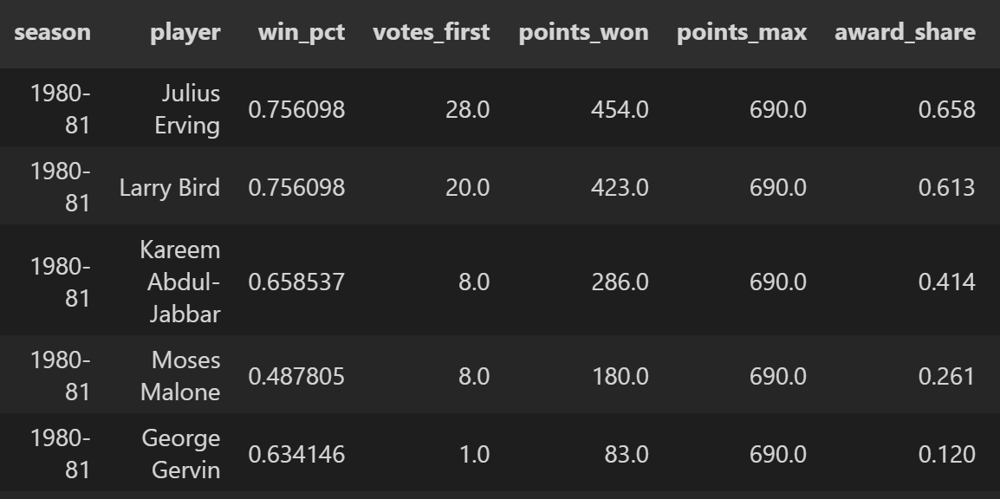 season player win_pct votes_first points_won points_max award_share
1980-81 Julius Erving 0.756098 28.0 454.0 690.0 0.658
1980-81 Larry Bird 0.756098 20.0 423.0 690.0 0.613
1980-81 Kareem Abdul-Jabbar 0.658537 8.0 286.0 690.0 0.414
1980-81 Moses Malone 0.487805 8.0 180.0 690.0 0.261
1980-81 George Gervin 0.634146 1.0 83.0 690.0 0.120